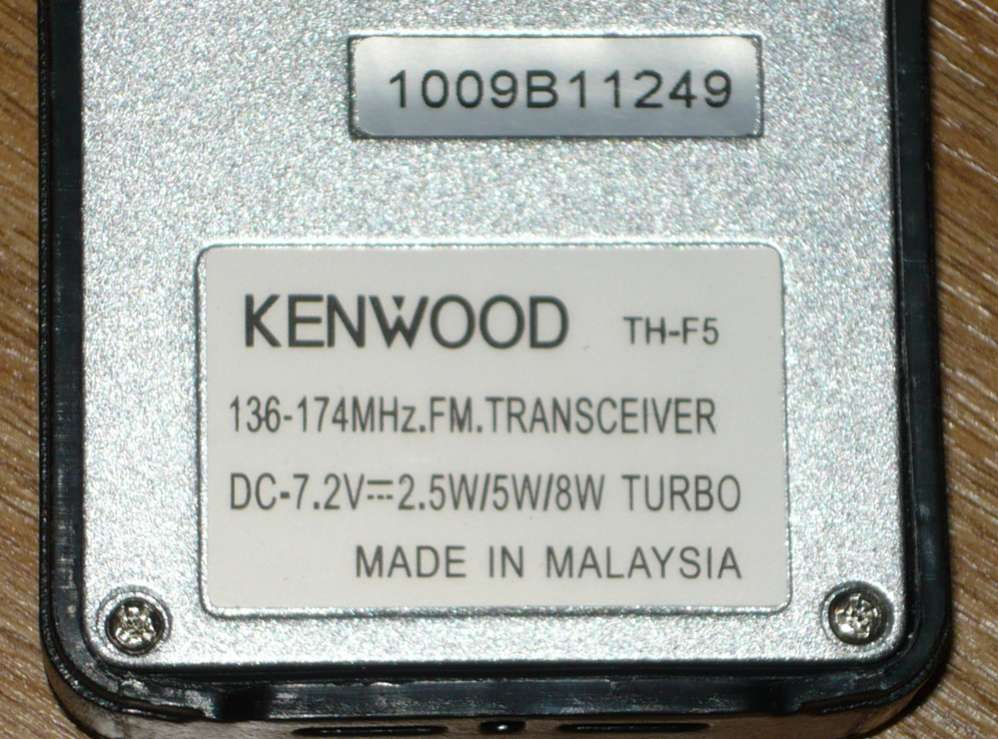 1009B11249
KENWOOD TH-F5
136-174MHz.FM.TRANSCEIVER
DC-7.2V⎓2.5W/5W/8W TURBO
MADE IN MALAYSIA